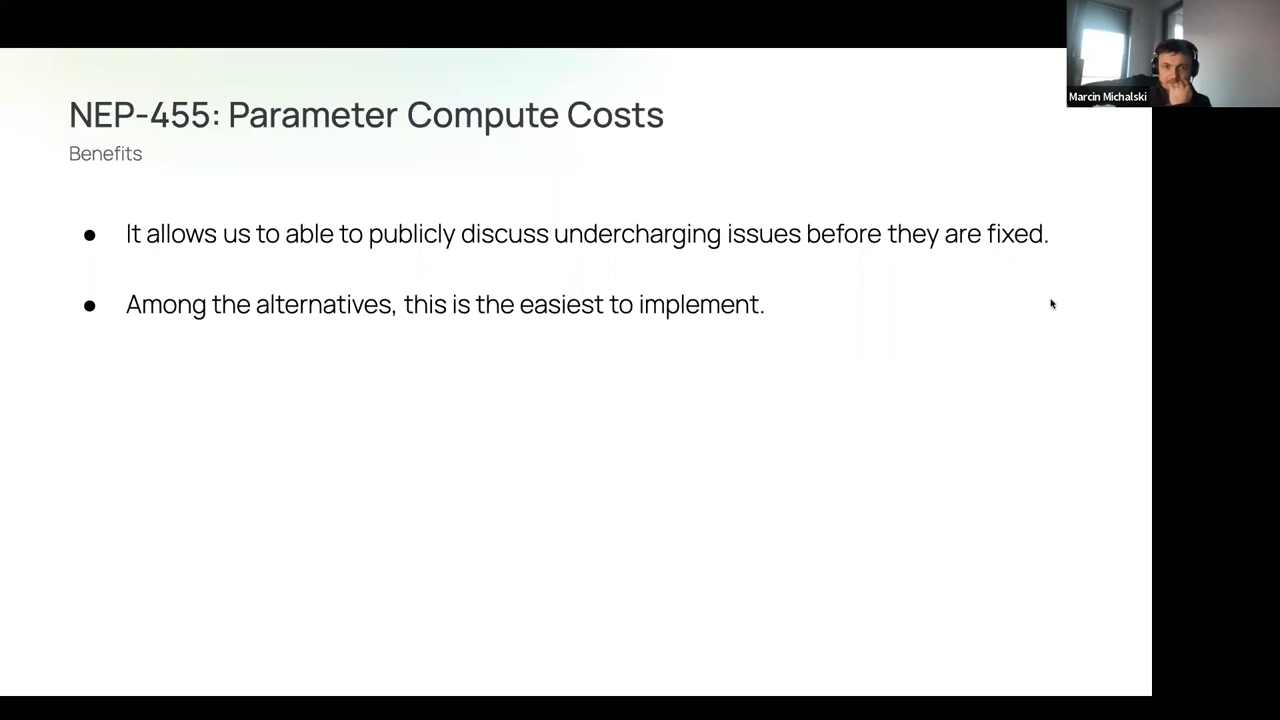 NEP-455: Parameter Compute Costs
Benefits
● It allows us to able to publicly discuss undercharging issues before they are fixed.
● Among the alternatives, this is the easiest to implement.
Marcin Michalski